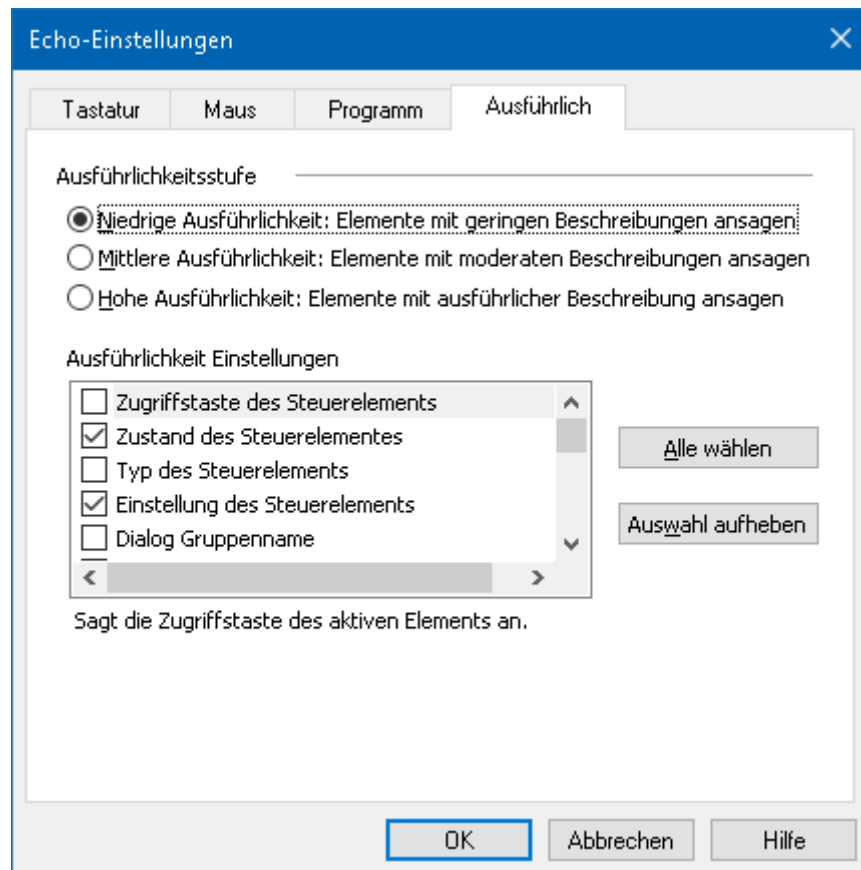 Echo-Einstellungen
Tastatur Maus Programm Ausführlich
Ausführlichkeitsstufe
Niedrige Ausführlichkeit: Elemente mit geringen Beschreibungen ansagen
Mittlere Ausführlichkeit: Elemente mit moderaten Beschreibungen ansagen
Hohe Ausführlichkeit: Elemente mit ausführlicher Beschreibung ansagen
Ausführlichkeit Einstellungen
Zugriffstaste des Steuerelements
Zustand des Steuerelementes
Typ des Steuerelements
Einstellung des Steuerelements
Dialog Gruppenname
Alle wählen
Auswahl aufheben
Sagt die Zugriffstaste des aktiven Elements an.
OK Abbrechen Hilfe